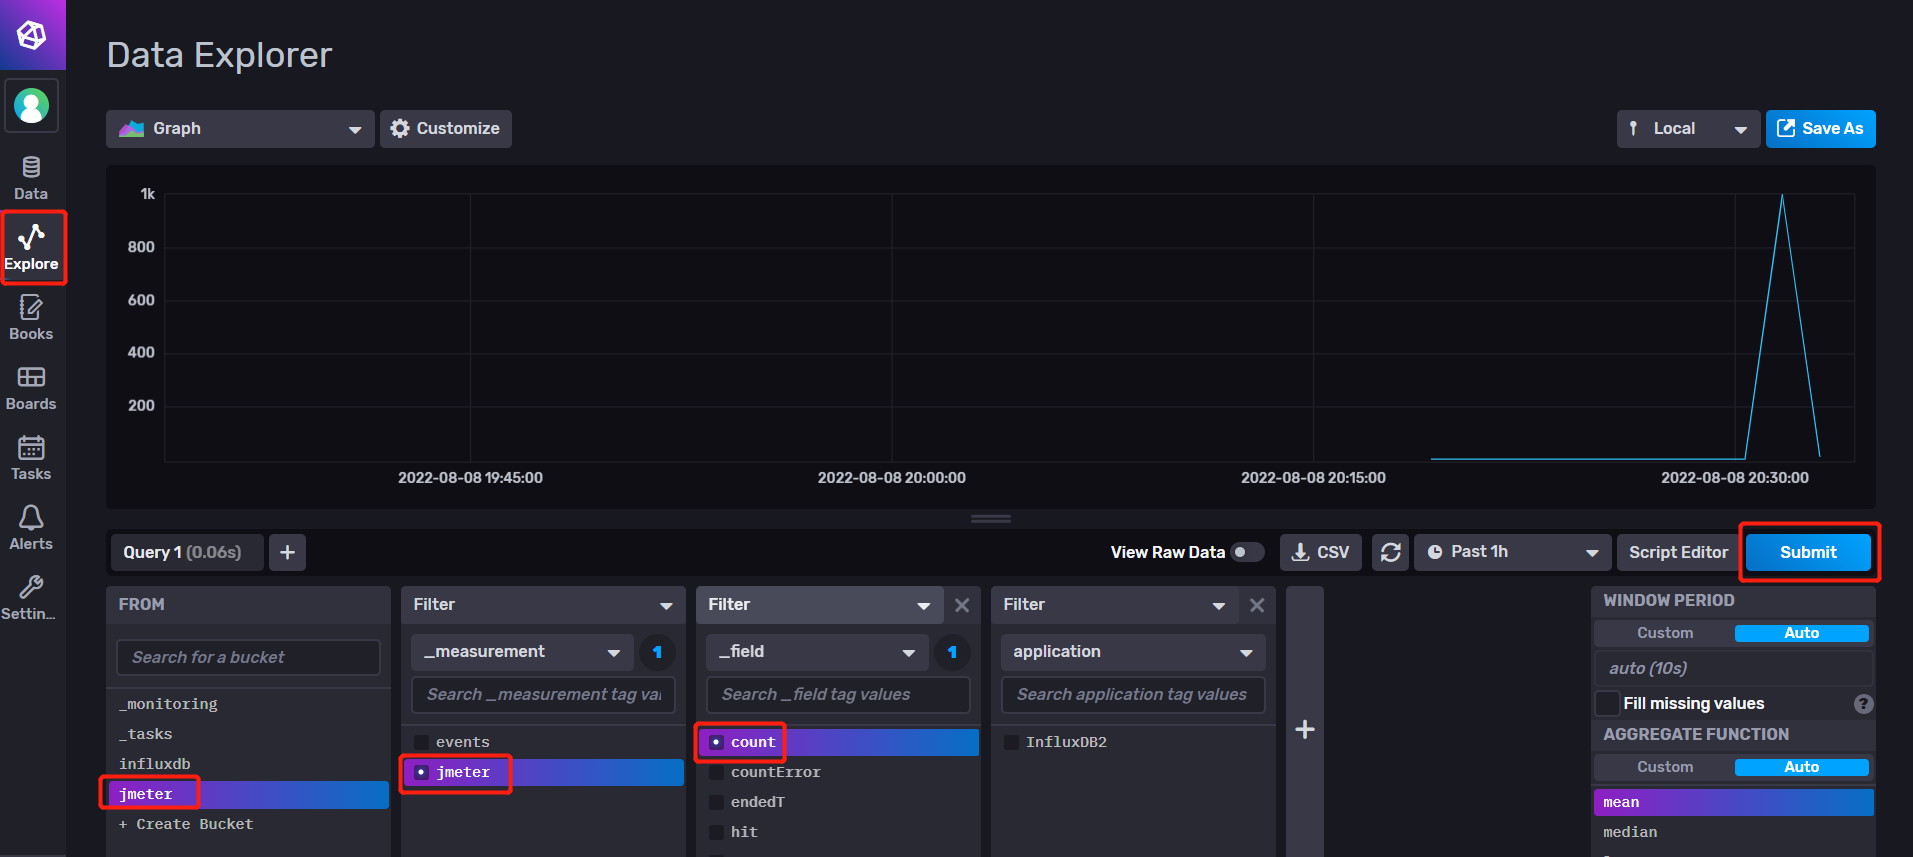 Data Explorer
Graph
Customize
Local
Save As
Data
Explore
Books
Boards
Tasks
Alerts
Settin...
1k
800
600
400
200
2022-08-08 19:45:00
2022-08-08 20:00:00
2022-08-08 20:15:00
2022-08-08 20:30:00
Query 1 (0.06s)
+
View Raw Data
CSV
Past 1h
Script Editor
Submit
FROM
Search for a bucket
_monitoring
_tasks
influxdb
jmeter
+ Create Bucket
Filter
_measurement
1
Search _measurement tag val
events
jmeter
Filter
_field
1
Search _field tag values
count
countError
endedT
hit
Filter
application
Search application tag values
InfluxDB2
+
WINDOW PERIOD
Custom
Auto
auto (10s)
Fill missing values
?
AGGREGATE FUNCTION
Custom
Auto
mean
median